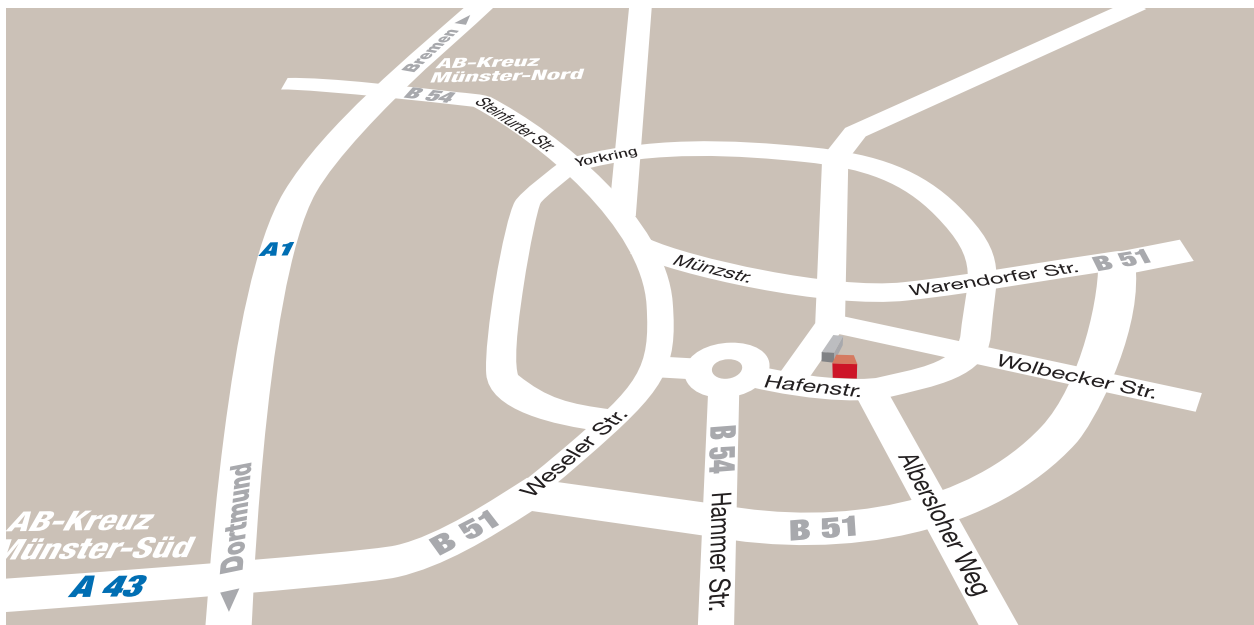 Bremen ▲
AB-Kreuz
Münster-Nord
B 54
Steinfurter Str.
Yorkring
A1
Münzstr.
Warendorfer Str.
B 51
Wolbecker Str.
Hafenstr.
Weseler Str.
B 54
Hammer Str.
Albersloher Weg
B 51
B 51
AB-Kreuz
Münster-Süd
A 43
◀ Dortmund